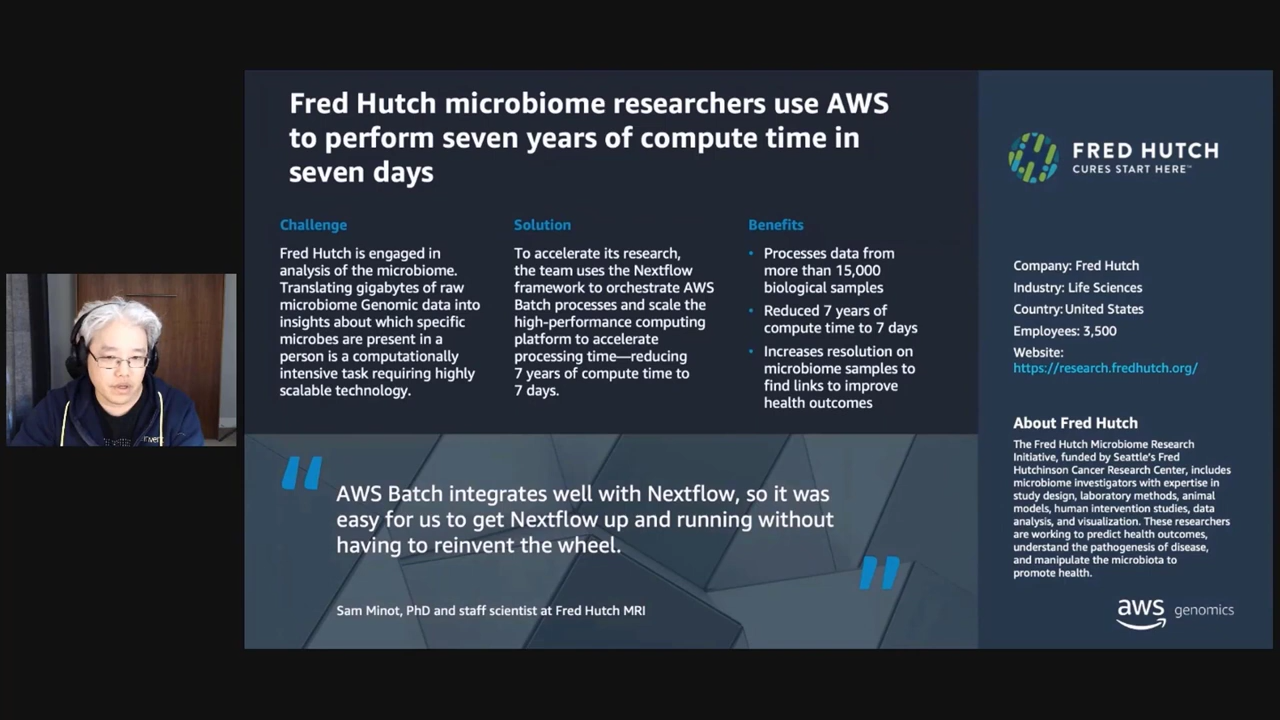 Fred Hutch microbiome researchers use AWS
to perform seven years of compute time in
seven days
Challenge
Fred Hutch is engaged in
analysis of the microbiome.
Translating gigabytes of raw
microbiome Genomic data into
insights about which specific
microbes are present in a
person is a computationally
intensive task requiring highly
scalable technology.
Solution
To accelerate its research,
the team uses the Nextflow
framework to orchestrate AWS
Batch processes and scale the
high-performance computing
platform to accelerate
processing time—reducing
7 years of compute time to
7 days.
Benefits
• Processes data from
more than 15,000
biological samples
• Reduced 7 years of
compute time to 7 days
• Increases resolution on
microbiome samples to
find links to improve
health outcomes
“
AWS Batch integrates well with Nextflow, so it was
easy for us to get Nextflow up and running without
having to reinvent the wheel.
”
Sam Minot, PhD and staff scientist at Fred Hutch MRI
FRED HUTCH
CURES START HERE™
Company: Fred Hutch
Industry: Life Sciences
Country: United States
Employees: 3,500
Website:
https://research.fredhutch.org/
About Fred Hutch
The Fred Hutch Microbiome Research
Initiative, funded by Seattle's Fred
Hutchinson Cancer Research Center, includes
microbiome investigators with expertise in
study design, laboratory methods, animal
models, human intervention studies, data
analysis, and visualization. These researchers
are working to predict health outcomes,
understand the pathogenesis of disease,
and manipulate the microbiota to
promote health.
aws genomics